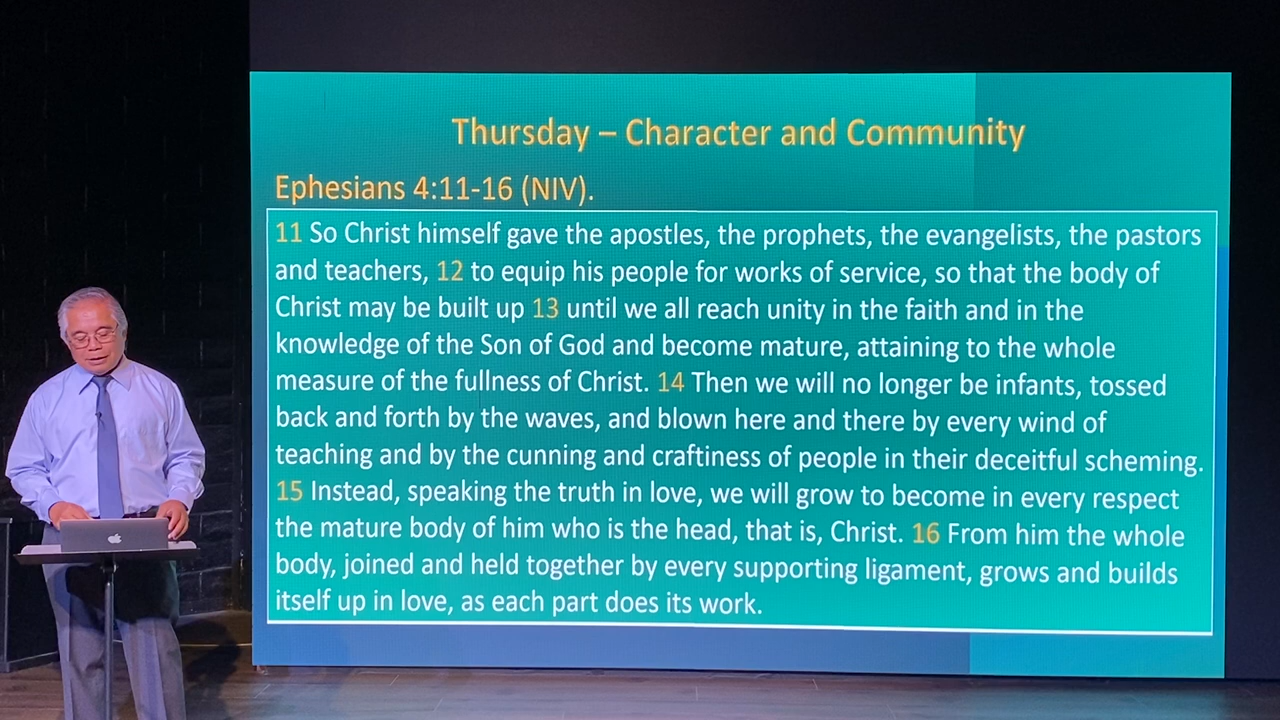 Thursday – Character and Community
Ephesians 4:11-16 (NIV).
11 So Christ himself gave the apostles, the prophets, the evangelists, the pastors
and teachers, 12 to equip his people for works of service, so that the body of
Christ may be built up 13 until we all reach unity in the faith and in the
knowledge of the Son of God and become mature, attaining to the whole
measure of the fullness of Christ. 14 Then we will no longer be infants, tossed
back and forth by the waves, and blown here and there by every wind of
teaching and by the cunning and craftiness of people in their deceitful scheming.
15 Instead, speaking the truth in love, we will grow to become in every respect
the mature body of him who is the head, that is, Christ. 16 From him the whole
body, joined and held together by every supporting ligament, grows and builds
itself up in love, as each part does its work.